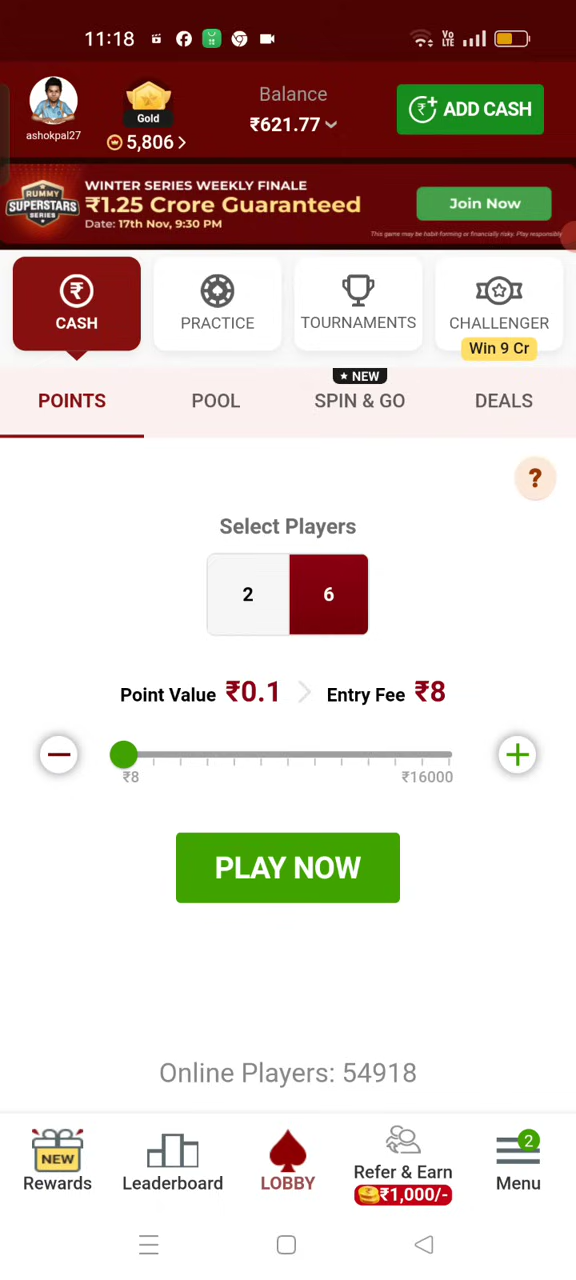 11:18
Vo
LTE
ashokpal27
Gold
5,806
Balance
₹621.77
ADD CASH
RUMMY
SUPERSTARS
SERIES
WINTER SERIES WEEKLY FINALE
₹1.25 Crore Guaranteed
Date: 17th Nov, 9:30 PM
Join Now
This game may be habit-forming or financially risky. Play responsibly
CASH
PRACTICE
TOURNAMENTS
CHALLENGER
Win 9 Cr
NEW
POINTS
POOL
SPIN & GO
DEALS
?
Select Players
2
6
Point Value ₹0.1
Entry Fee ₹8
₹8
₹16000
PLAY NOW
Online Players: 54918
NEW
Rewards
Leaderboard
LOBBY
Refer & Earn
₹1,000/-
2
Menu